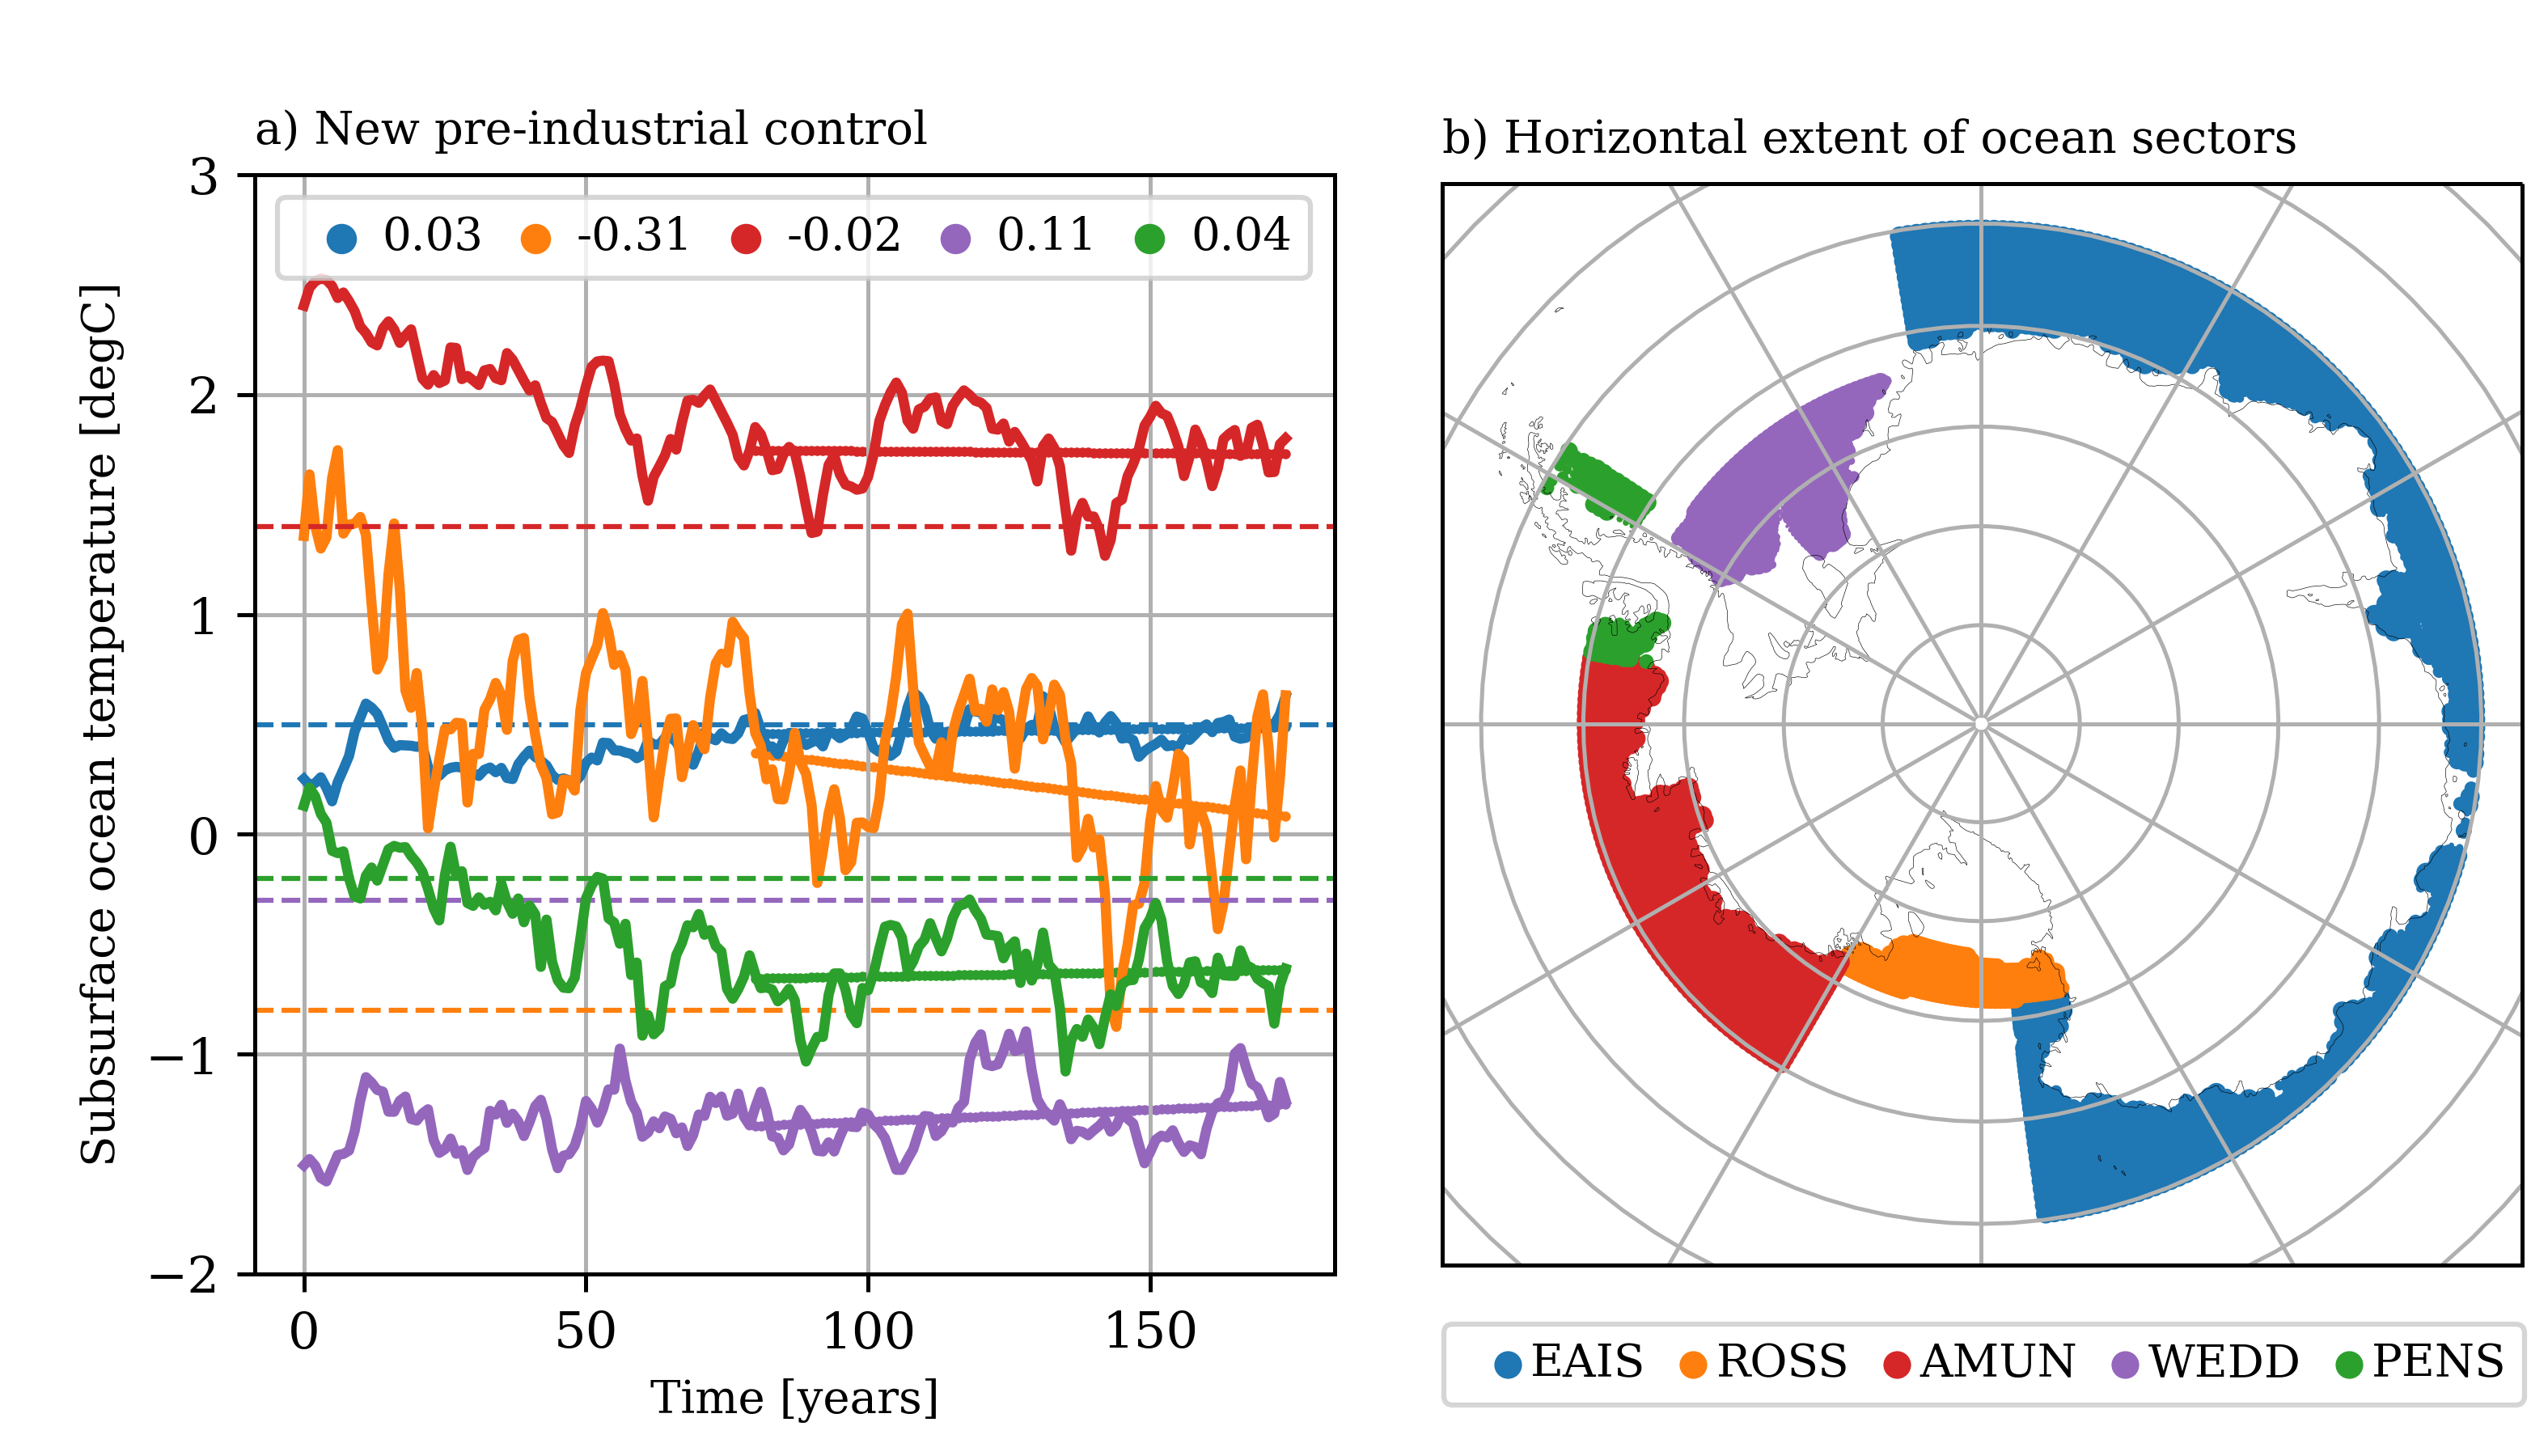 a) New pre-industrial control
b) Horizontal extent of ocean sectors
0.03 -0.31 -0.02 0.11 0.04
Subsurface ocean temperature [degC]
3
2
1
0
−1
−2
0 50 100 150
Time [years]
EAIS ROSS AMUN WEDD PENS